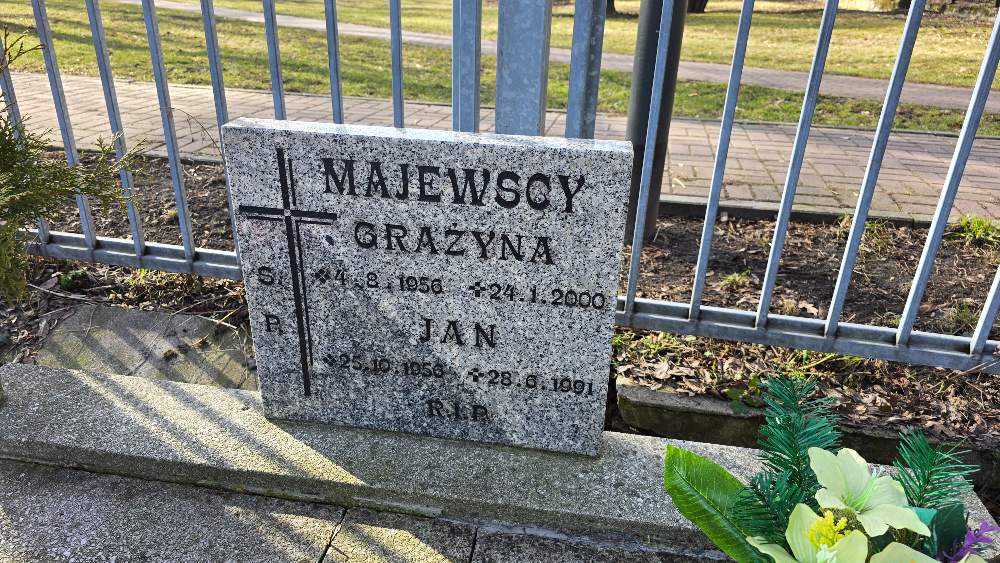 MAJEWSCY
GRAŻYNA
S. * 4.8.1956 + 24.1.2000
P. JAN
* 25.10.1956 + 28.6.1991
R.I.P.